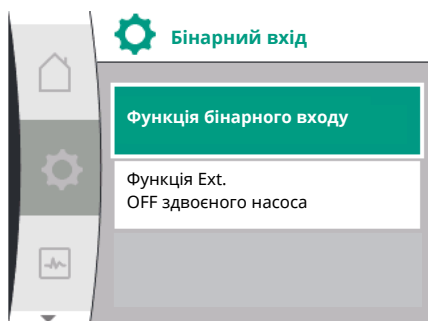 Бінарний вхід
Функція бінарного входу
Функція Ext.
OFF здвоєного насоса